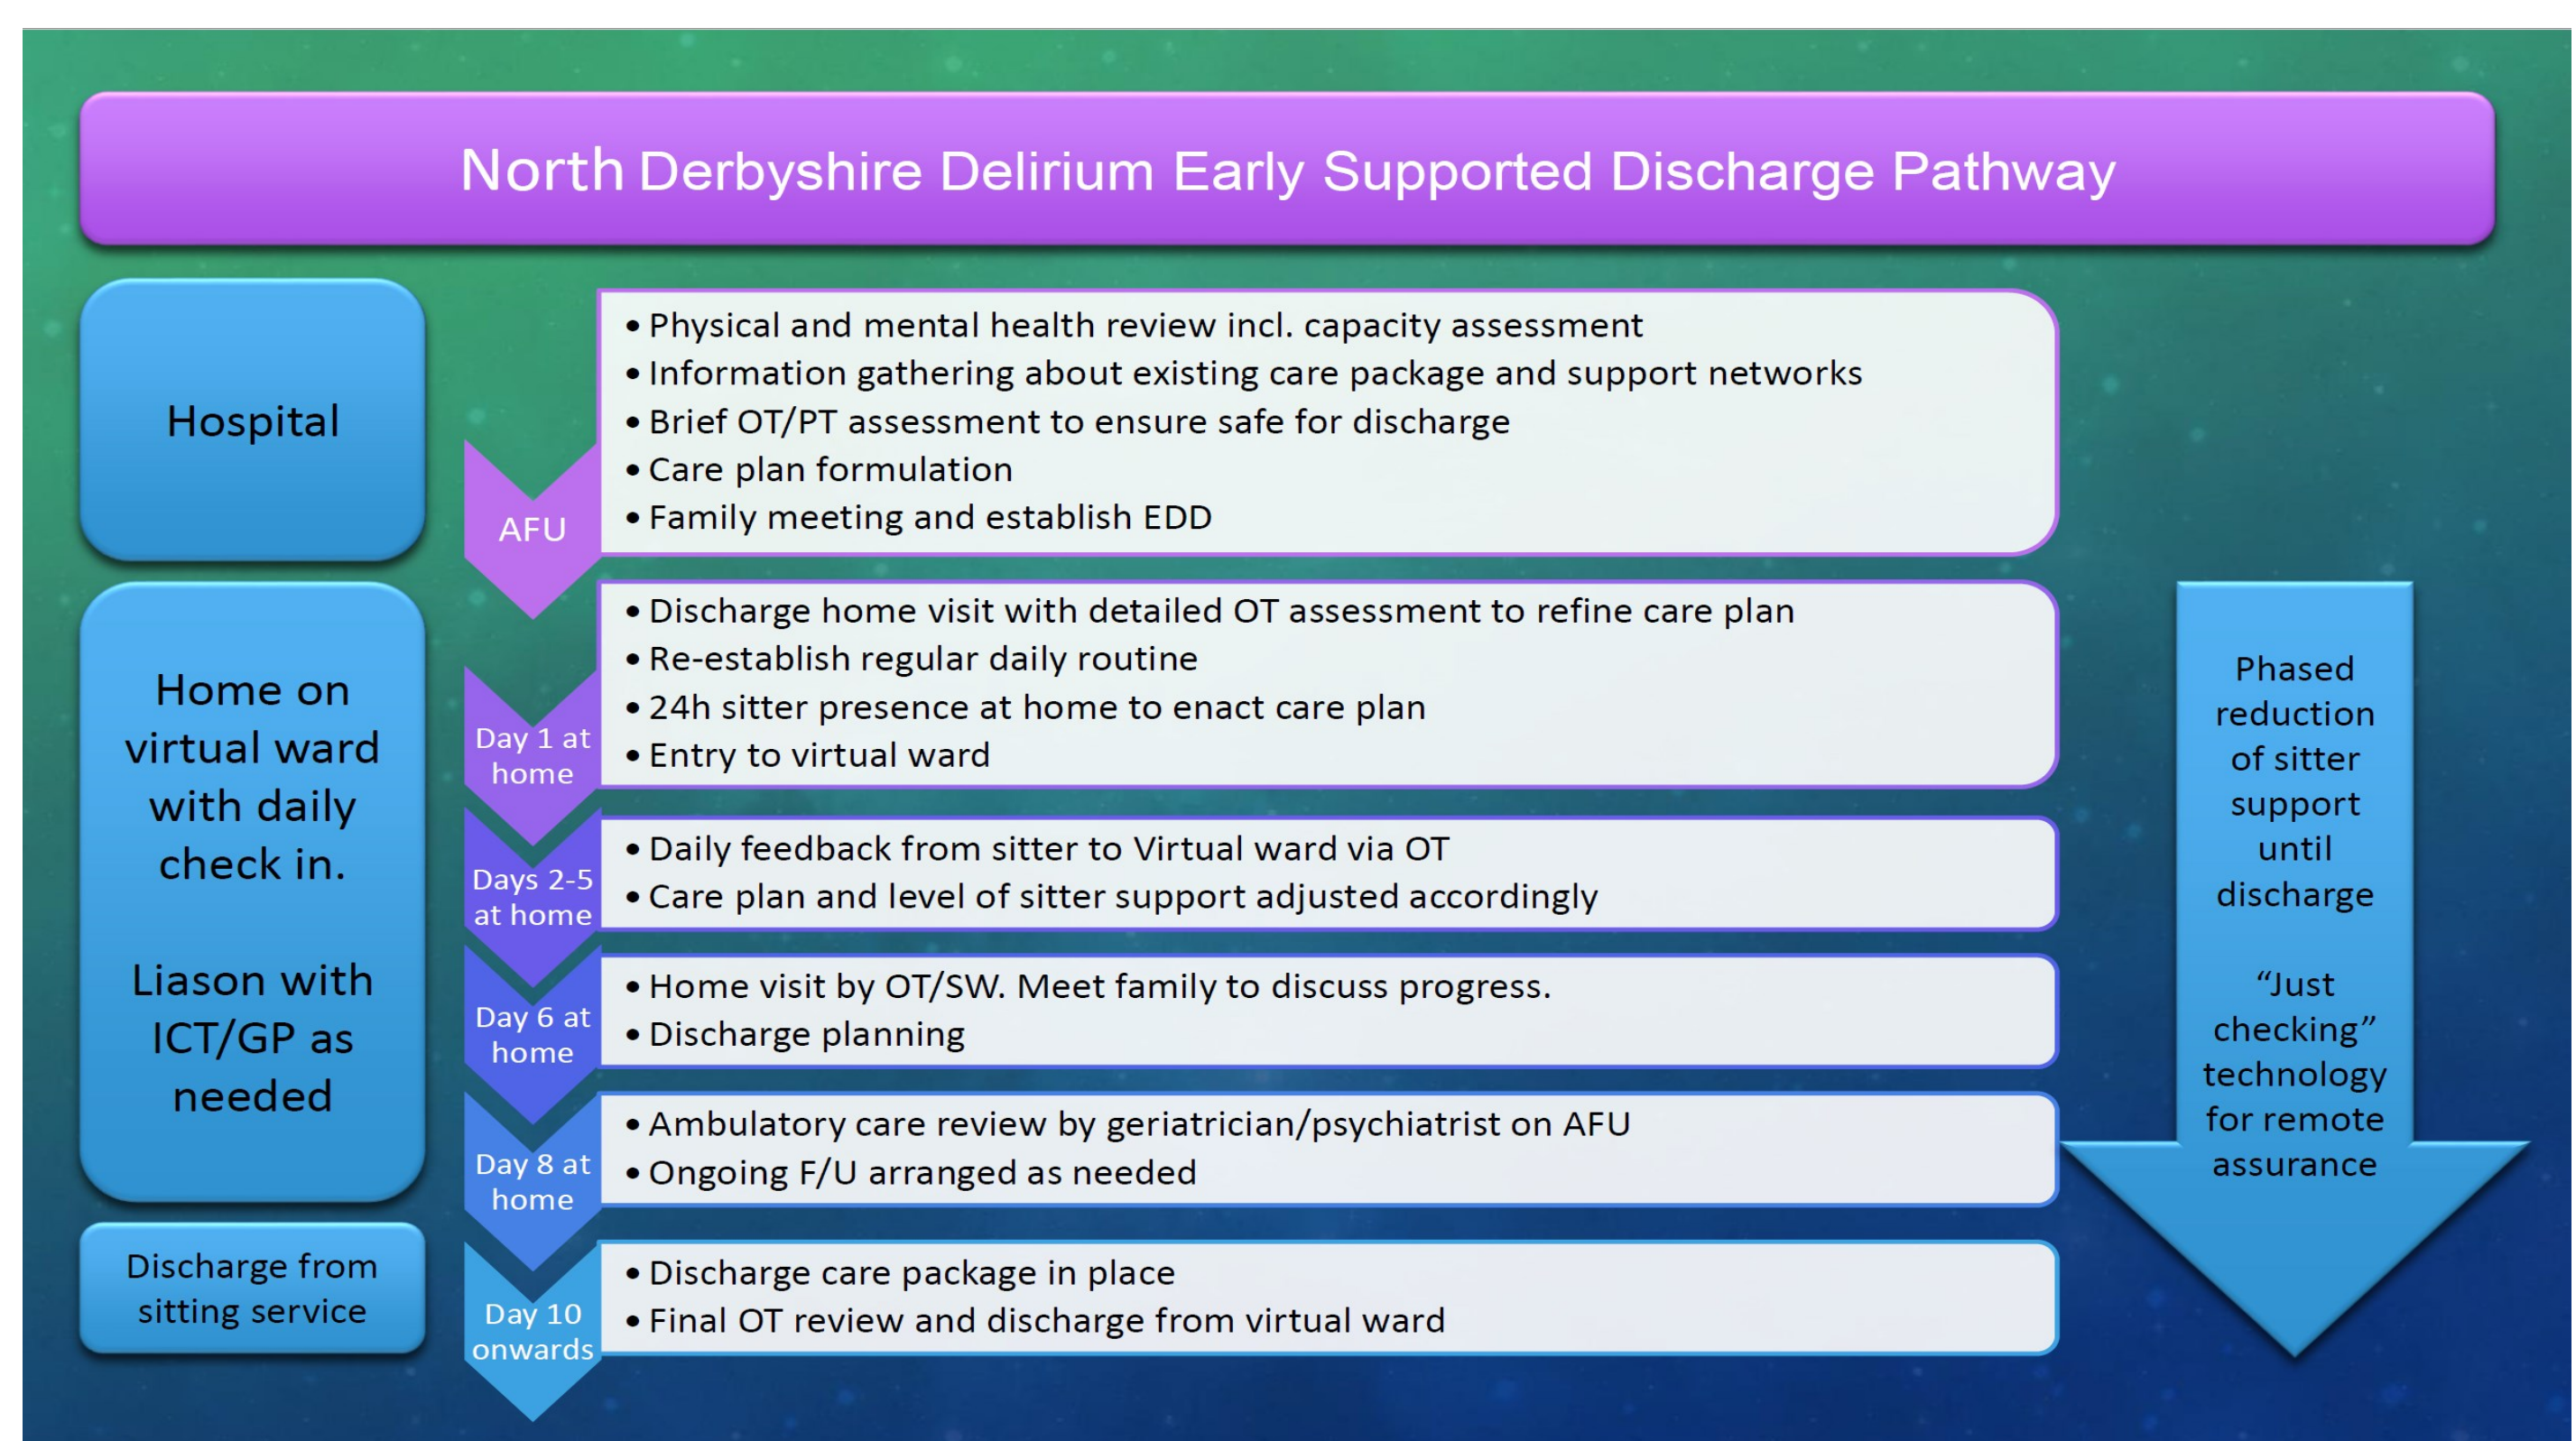 North Derbyshire Delirium Early Supported Discharge Pathway
Hospital
AFU
• Physical and mental health review incl. capacity assessment
• Information gathering about existing care package and support networks
• Brief OT/PT assessment to ensure safe for discharge
• Care plan formulation
• Family meeting and establish EDD
Home on
virtual ward
with daily
check in.
Liason with
ICT/GP as
needed
Day 1 at
home
• Discharge home visit with detailed OT assessment to refine care plan
• Re-establish regular daily routine
• 24h sitter presence at home to enact care plan
• Entry to virtual ward
Days 2-5
at home
• Daily feedback from sitter to Virtual ward via OT
• Care plan and level of sitter support adjusted accordingly
Day 6 at
home
• Home visit by OT/SW. Meet family to discuss progress.
• Discharge planning
Day 8 at
home
• Ambulatory care review by geriatrician/psychiatrist on AFU
• Ongoing F/U arranged as needed
Discharge from
sitting service
Day 10
onwards
• Discharge care package in place
• Final OT review and discharge from virtual ward
Phased
reduction
of sitter
support
until
discharge
“Just
checking”
technology
for remote
assurance